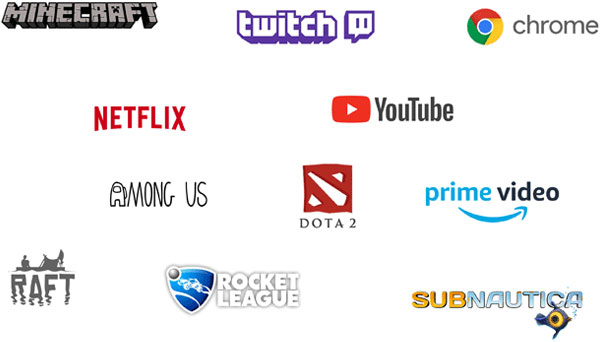 MINECRAFT
twitch
chrome
NETFLIX
YouTube
AMONG US
DOTA 2
prime video
RAFT
ROCKET
LEAGUE
SUBNAUTICA